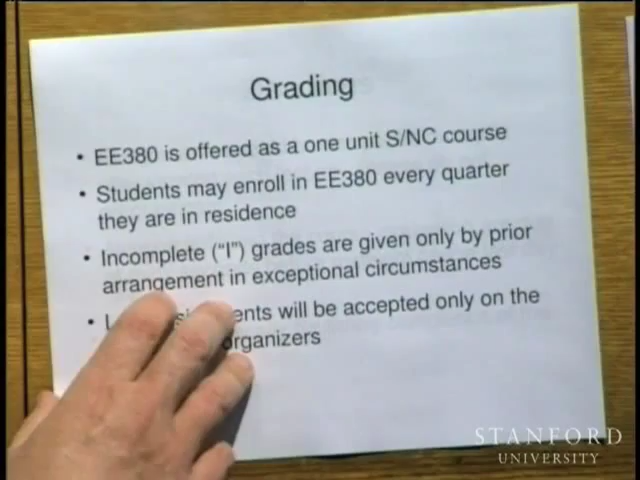 Grading
• EE380 is offered as a one unit S/NC course
• Students may enroll in EE380 every quarter
they are in residence
• Incomplete (“I”) grades are given only by prior
arrangement in exceptional circumstances
• will be accepted only on the
organizers
STANFORD
UNIVERSITY